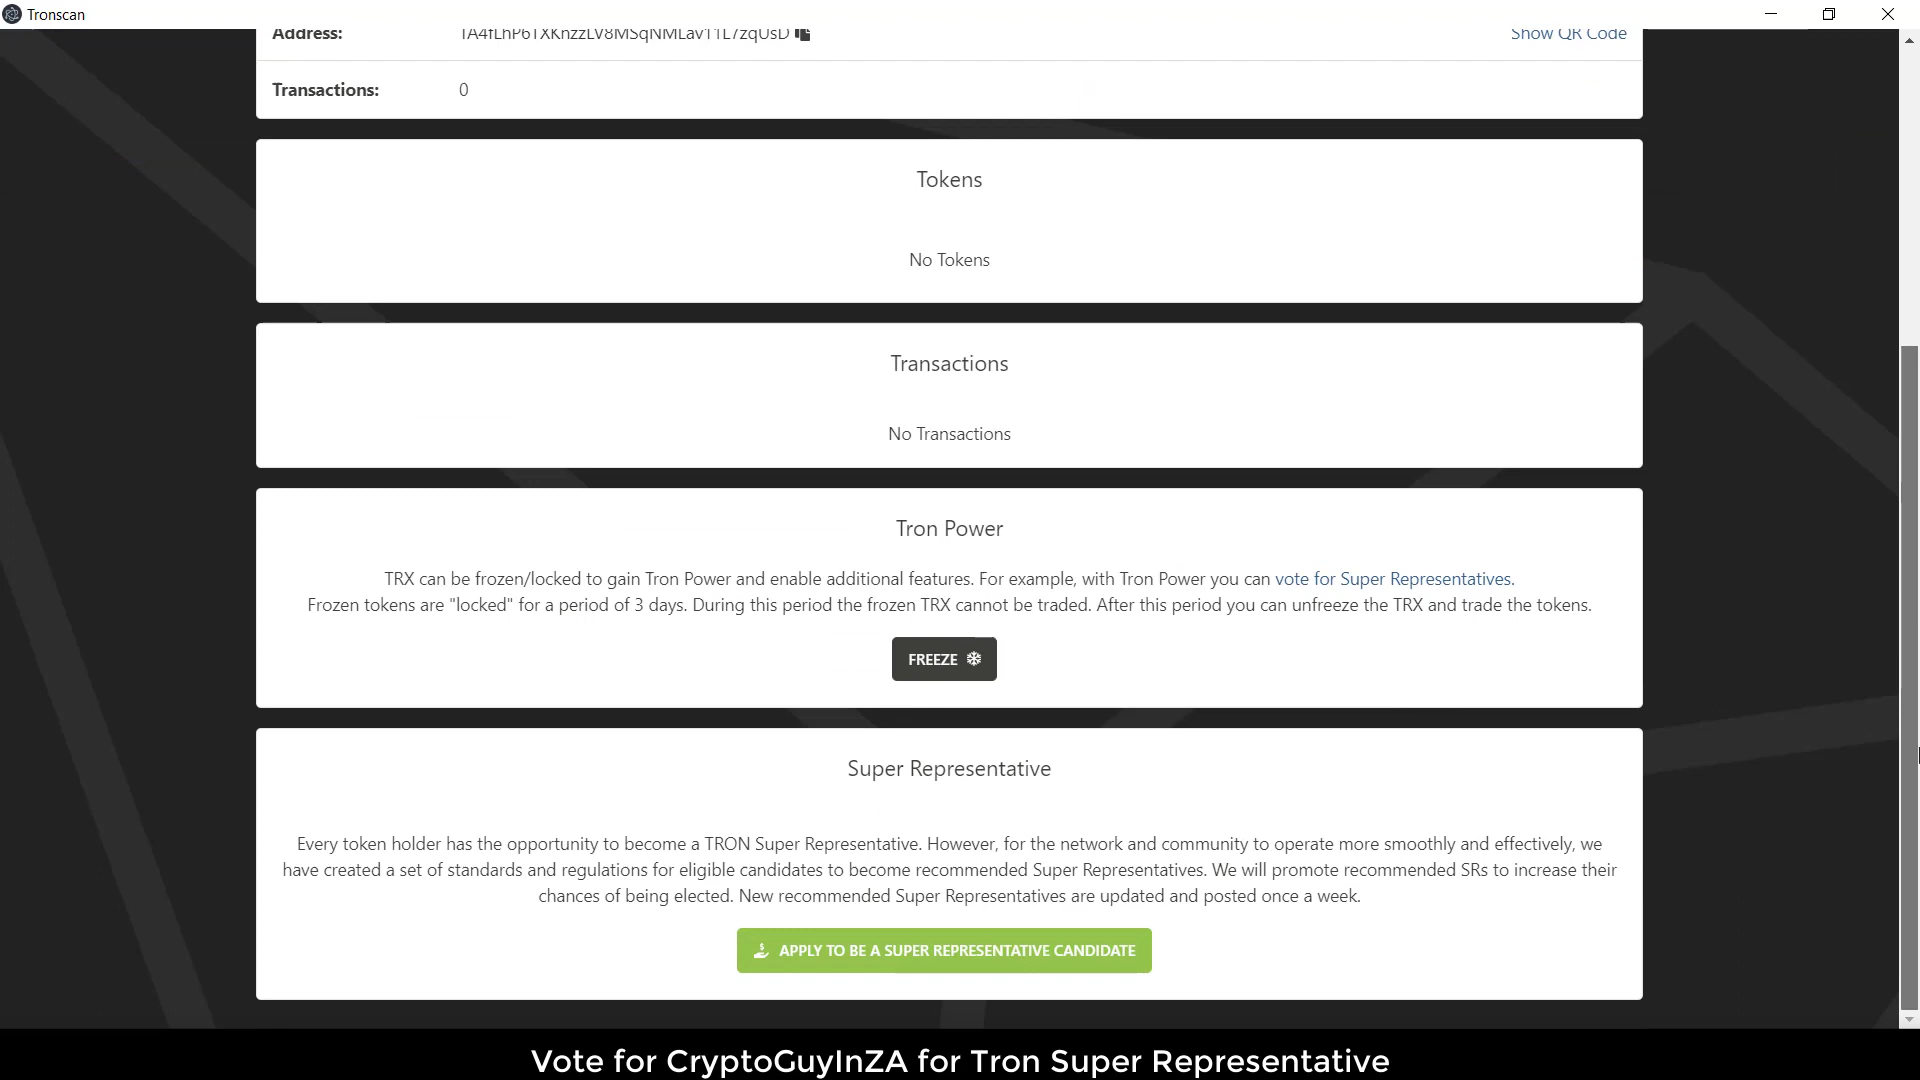 Tronscan
Address: Show QR Code
Transactions: 0
Tokens
No Tokens
Transactions
No Transactions
Tron Power
TRX can be frozen/locked to gain Tron Power and enable additional features. For example, with Tron Power you can vote for Super Representatives.
Frozen tokens are "locked" for a period of 3 days. During this period the frozen TRX cannot be traded. After this period you can unfreeze the TRX and trade the tokens.
FREEZE
Super Representative
Every token holder has the opportunity to become a TRON Super Representative. However, for the network and community to operate more smoothly and effectively, we
have created a set of standards and regulations for eligible candidates to become recommended Super Representatives. We will promote recommended SRs to increase their
chances of being elected. New recommended Super Representatives are updated and posted once a week.
APPLY TO BE A SUPER REPRESENTATIVE CANDIDATE
Vote for CryptoGuyInZA for Tron Super Representative